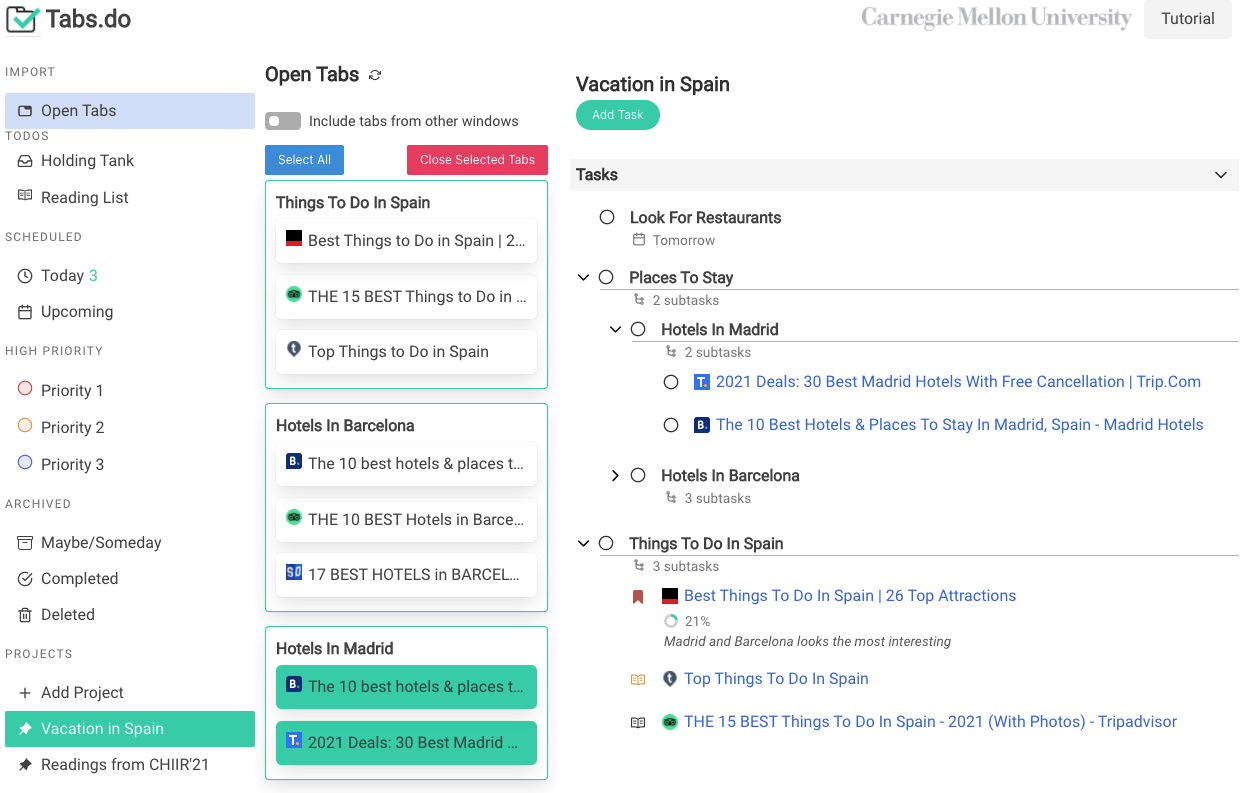 Tabs.do
Carnegie Mellon University
Tutorial
IMPORT
Open Tabs
TODOS
Holding Tank
Reading List
SCHEDULED
Today 3
Upcoming
HIGH PRIORITY
Priority 1
Priority 2
Priority 3
ARCHIVED
Maybe/Someday
Completed
Deleted
PROJECTS
Add Project
Vacation in Spain
Readings from CHIIR'21
Open Tabs
Include tabs from other windows
Select All
Close Selected Tabs
Things To Do In Spain
Best Things to Do in Spain | 2...
THE 15 BEST Things to Do in ...
Top Things to Do in Spain
Hotels In Barcelona
B. The 10 best hotels & places t...
THE 10 BEST Hotels in Barce...
SD 17 BEST HOTELS in BARCEL...
Hotels In Madrid
B. The 10 best hotels & places t...
T. 2021 Deals: 30 Best Madrid ...
Vacation in Spain
Add Task
Tasks
Look For Restaurants
Tomorrow
Places To Stay
2 subtasks
Hotels In Madrid
2 subtasks
T. 2021 Deals: 30 Best Madrid Hotels With Free Cancellation | Trip.Com
B. The 10 Best Hotels & Places To Stay In Madrid, Spain - Madrid Hotels
Hotels In Barcelona
3 subtasks
Things To Do In Spain
3 subtasks
Best Things To Do In Spain | 26 Top Attractions
21%
Madrid and Barcelona looks the most interesting
Top Things To Do In Spain
THE 15 BEST Things To Do In Spain - 2021 (With Photos) - Tripadvisor